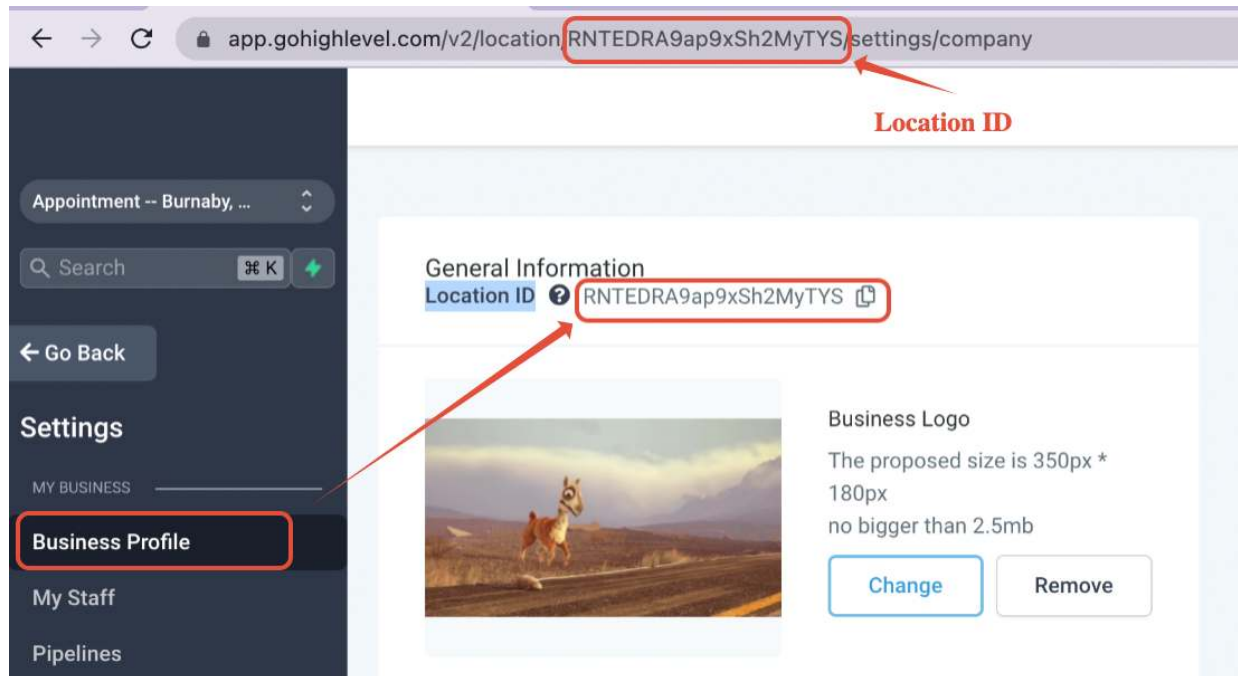 app.gohighlevel.com/v2/location/RNTEDRA9ap9xSh2MyTYS/settings/company
Location ID
Appointment -- Burnaby, ...
Search ⌘ K
General Information
Location ID ? RNTEDRA9ap9xSh2MyTYS
← Go Back
Settings
MY BUSINESS
Business Profile
My Staff
Pipelines
Business Logo
The proposed size is 350px *
180px
no bigger than 2.5mb
Change Remove